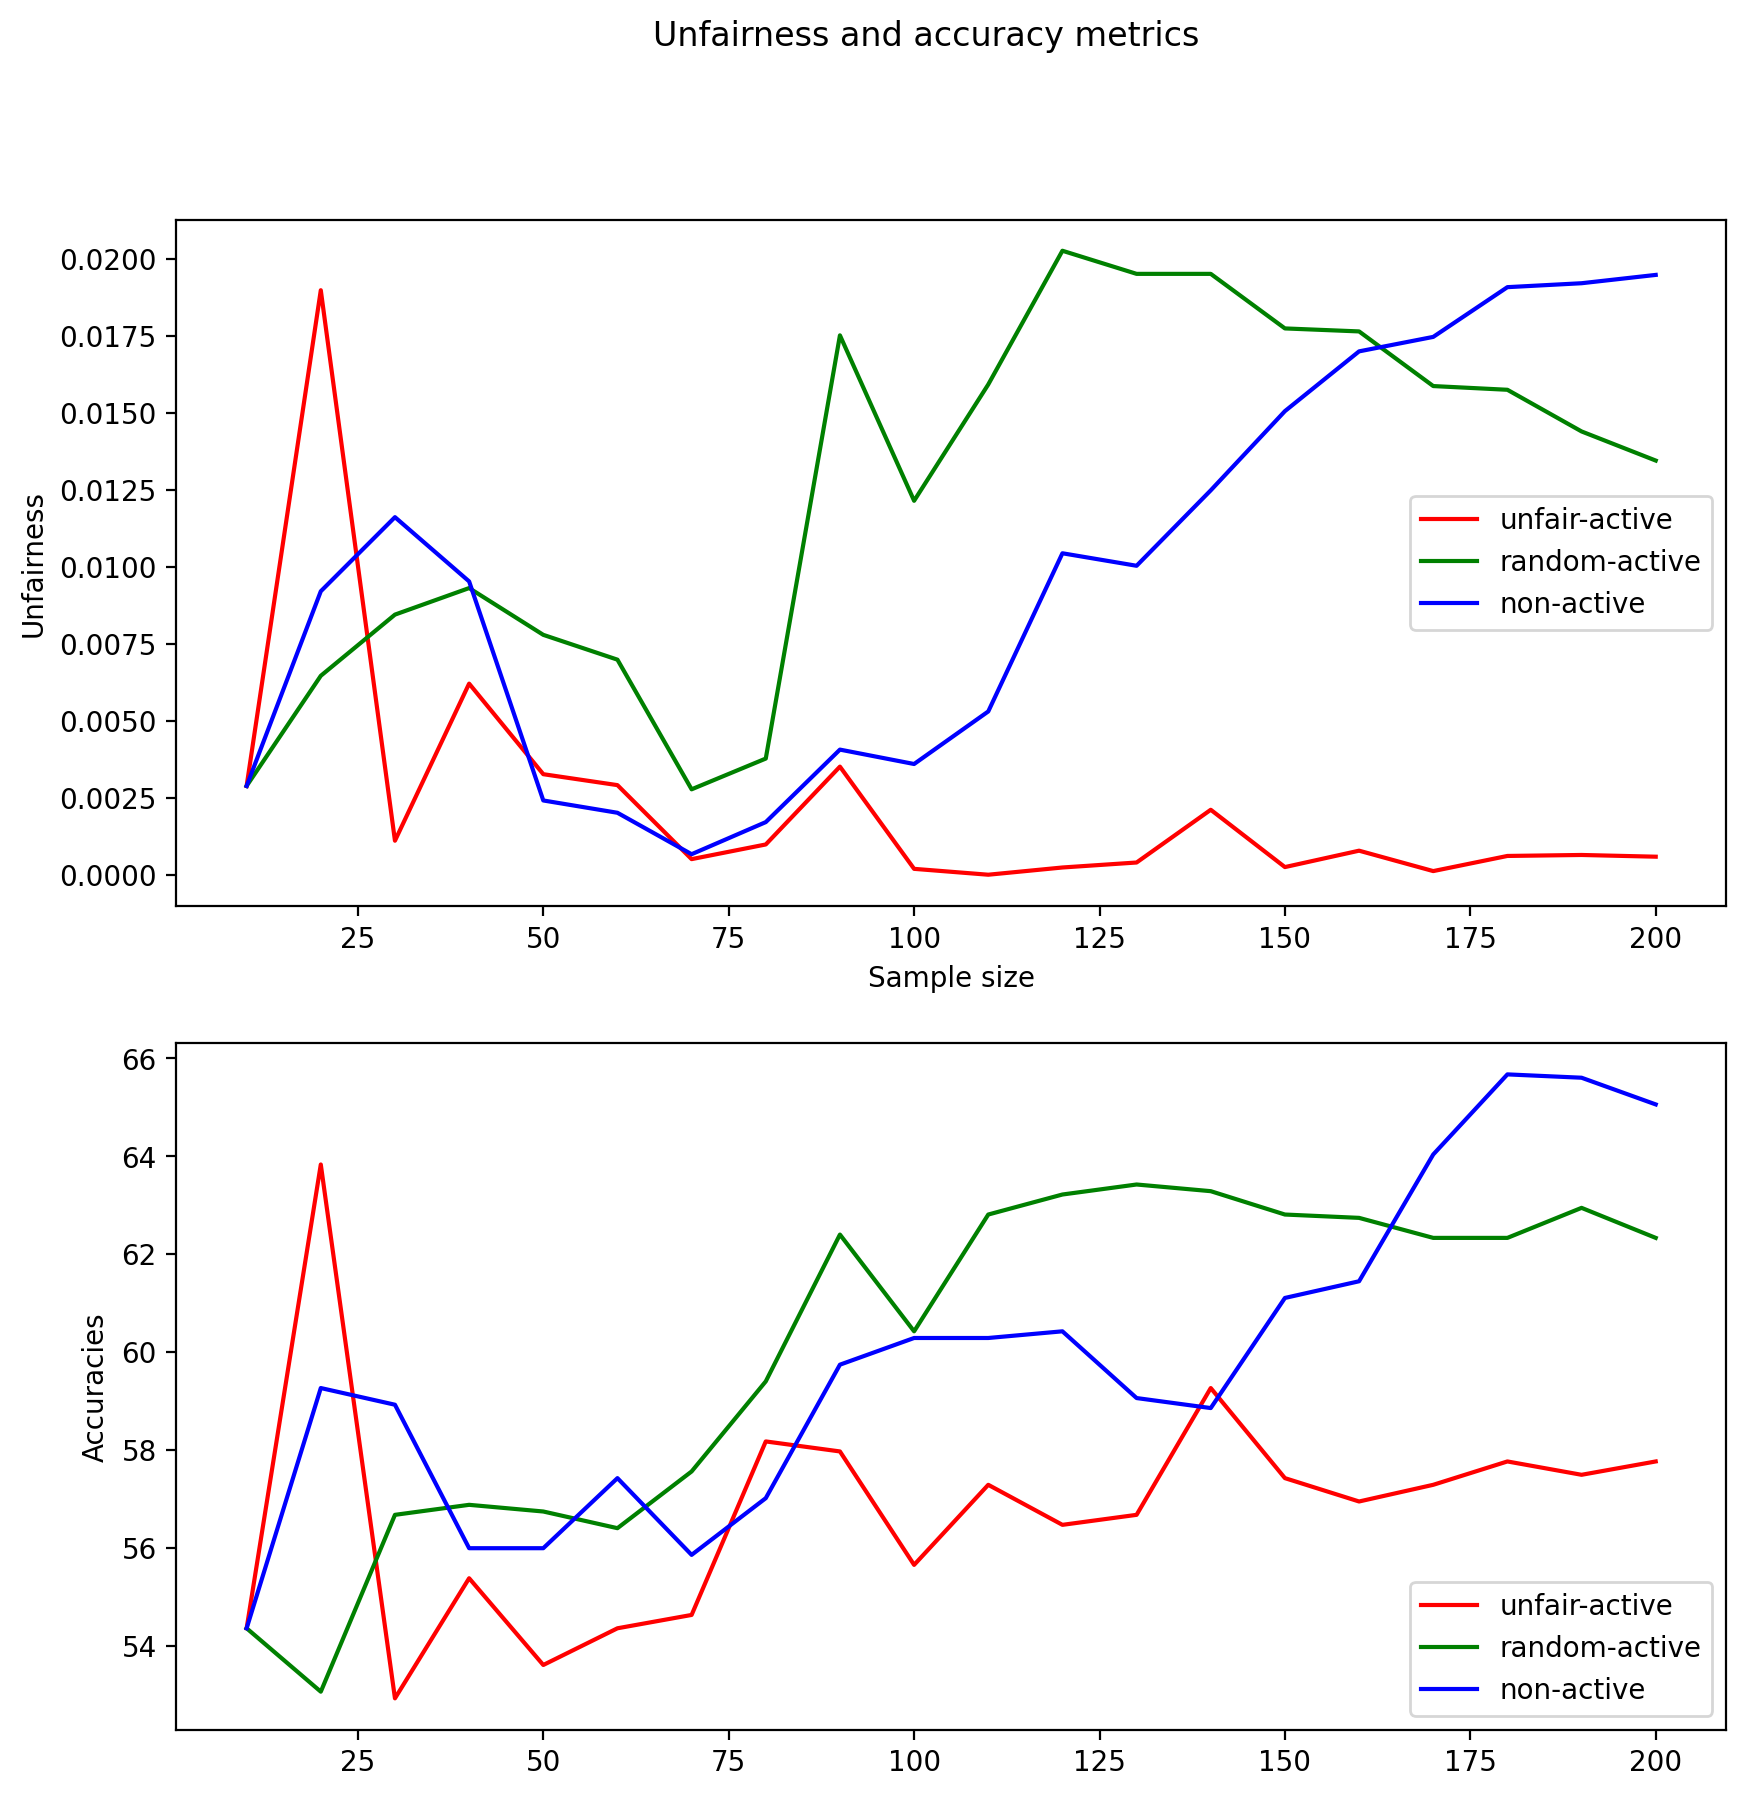 Unfairness and accuracy metrics
0.0200
0.0175
0.0150
0.0125
0.0100
0.0075
0.0050
0.0025
0.0000
Unfairness
unfair-active
random-active
non-active
25 50 75 100 125 150 175 200
Sample size
66
64
62
60
58
56
54
Accuracies
unfair-active
random-active
non-active
25 50 75 100 125 150 175 200